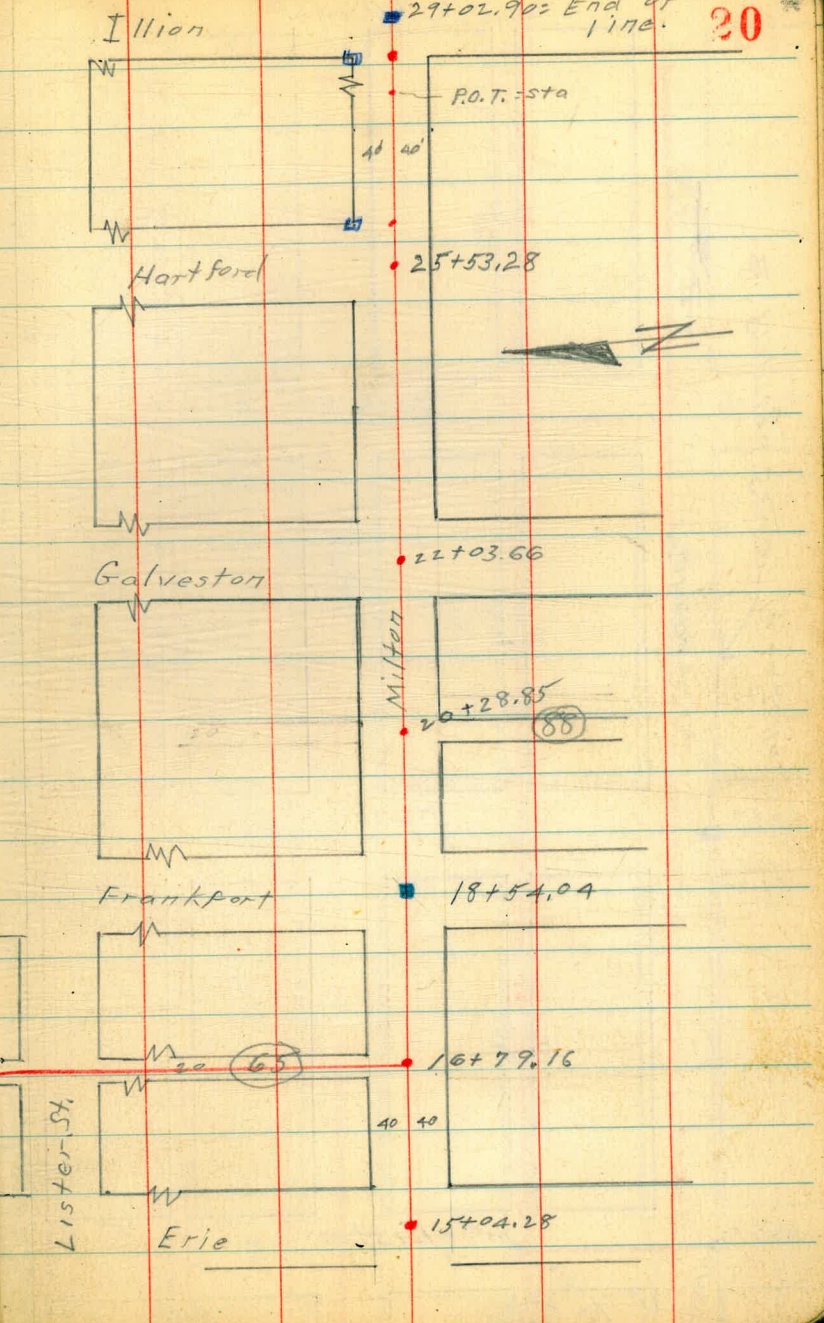 29+02.90= End of
line.
20
Illion
P.O.T. = sta
40' 40'
25+53.28
Hartford
N
22+03.66
Galveston
Milton
20+28.85
88
Frankfort
18+54.04
20
65
16+79.16
40 40
Lister St.
15+04.28
Erie